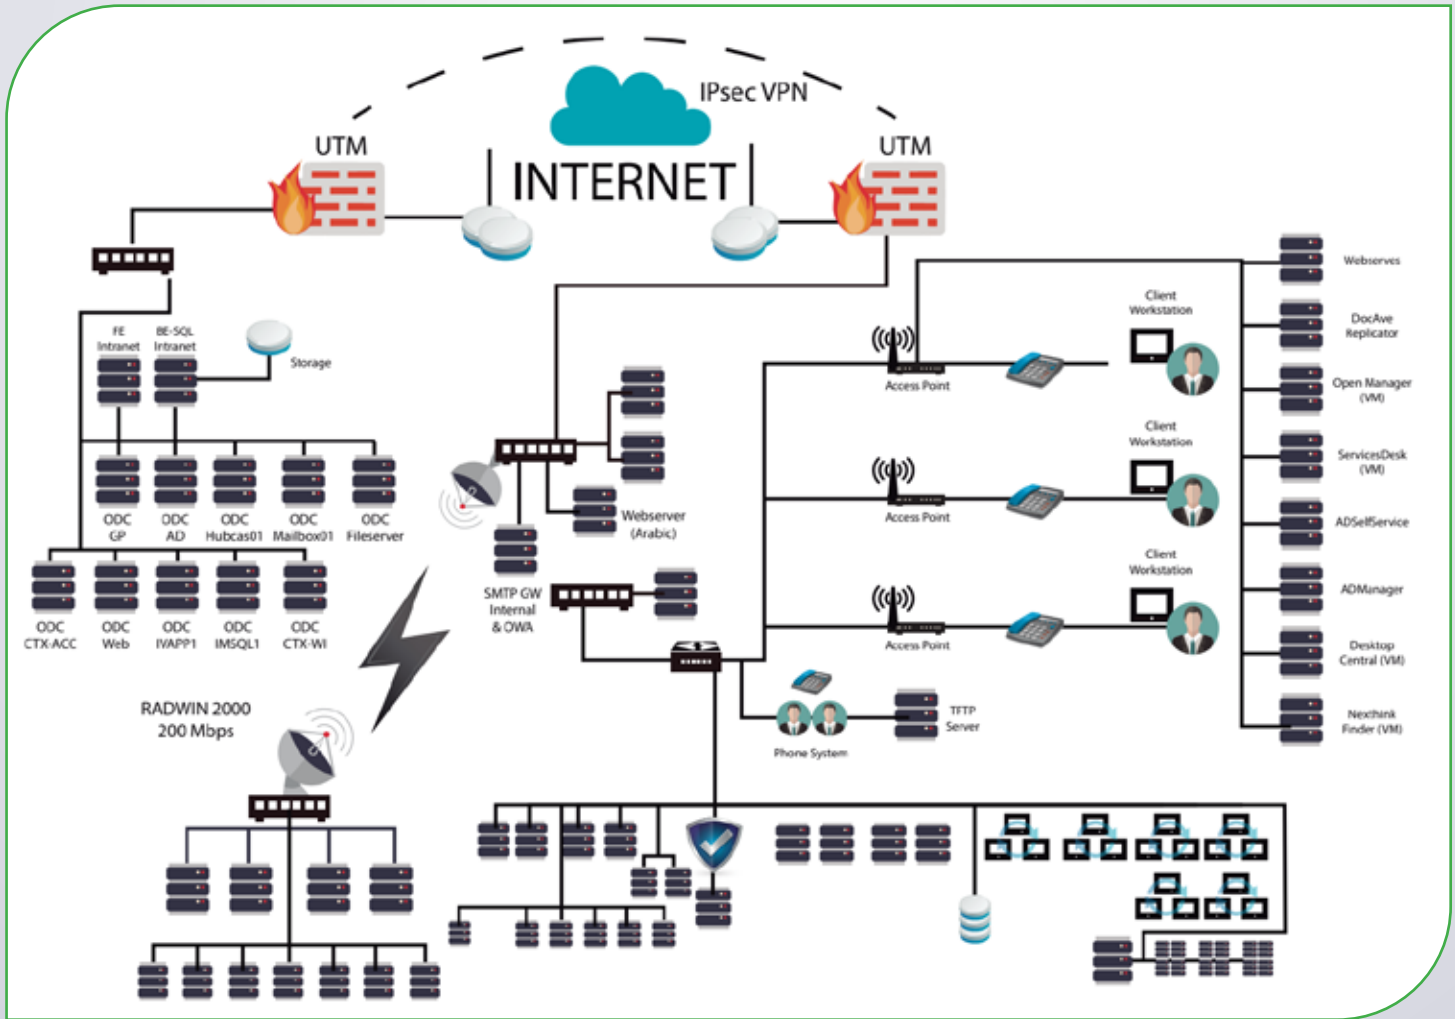 IPsec VPN
UTM
UTM
INTERNET
FE
Intranet
BE-SQL
Intranet
Storage
ODC
GP
ODC
AD
ODC
Hubcas01
ODC
Mailbox01
ODC
Fileserver
ODC
CTX-ACC
ODC
Web
ODC
IVAPP1
ODC
IMSQL1
ODC
CTX-WI
RADWIN 2000
200 Mbps
Webserver
(Arabic)
SMTP GW
Internal
& OWA
Access Point
Client
Workstation
Access Point
Client
Workstation
Access Point
Client
Workstation
Phone System
TFTP
Server
Webserves
DocAve
Replicator
Open Manager
(VM)
ServicesDesk
(VM)
ADSelfService
ADManager
Desktop
Central (VM)
Nexthink
Finder (VM)